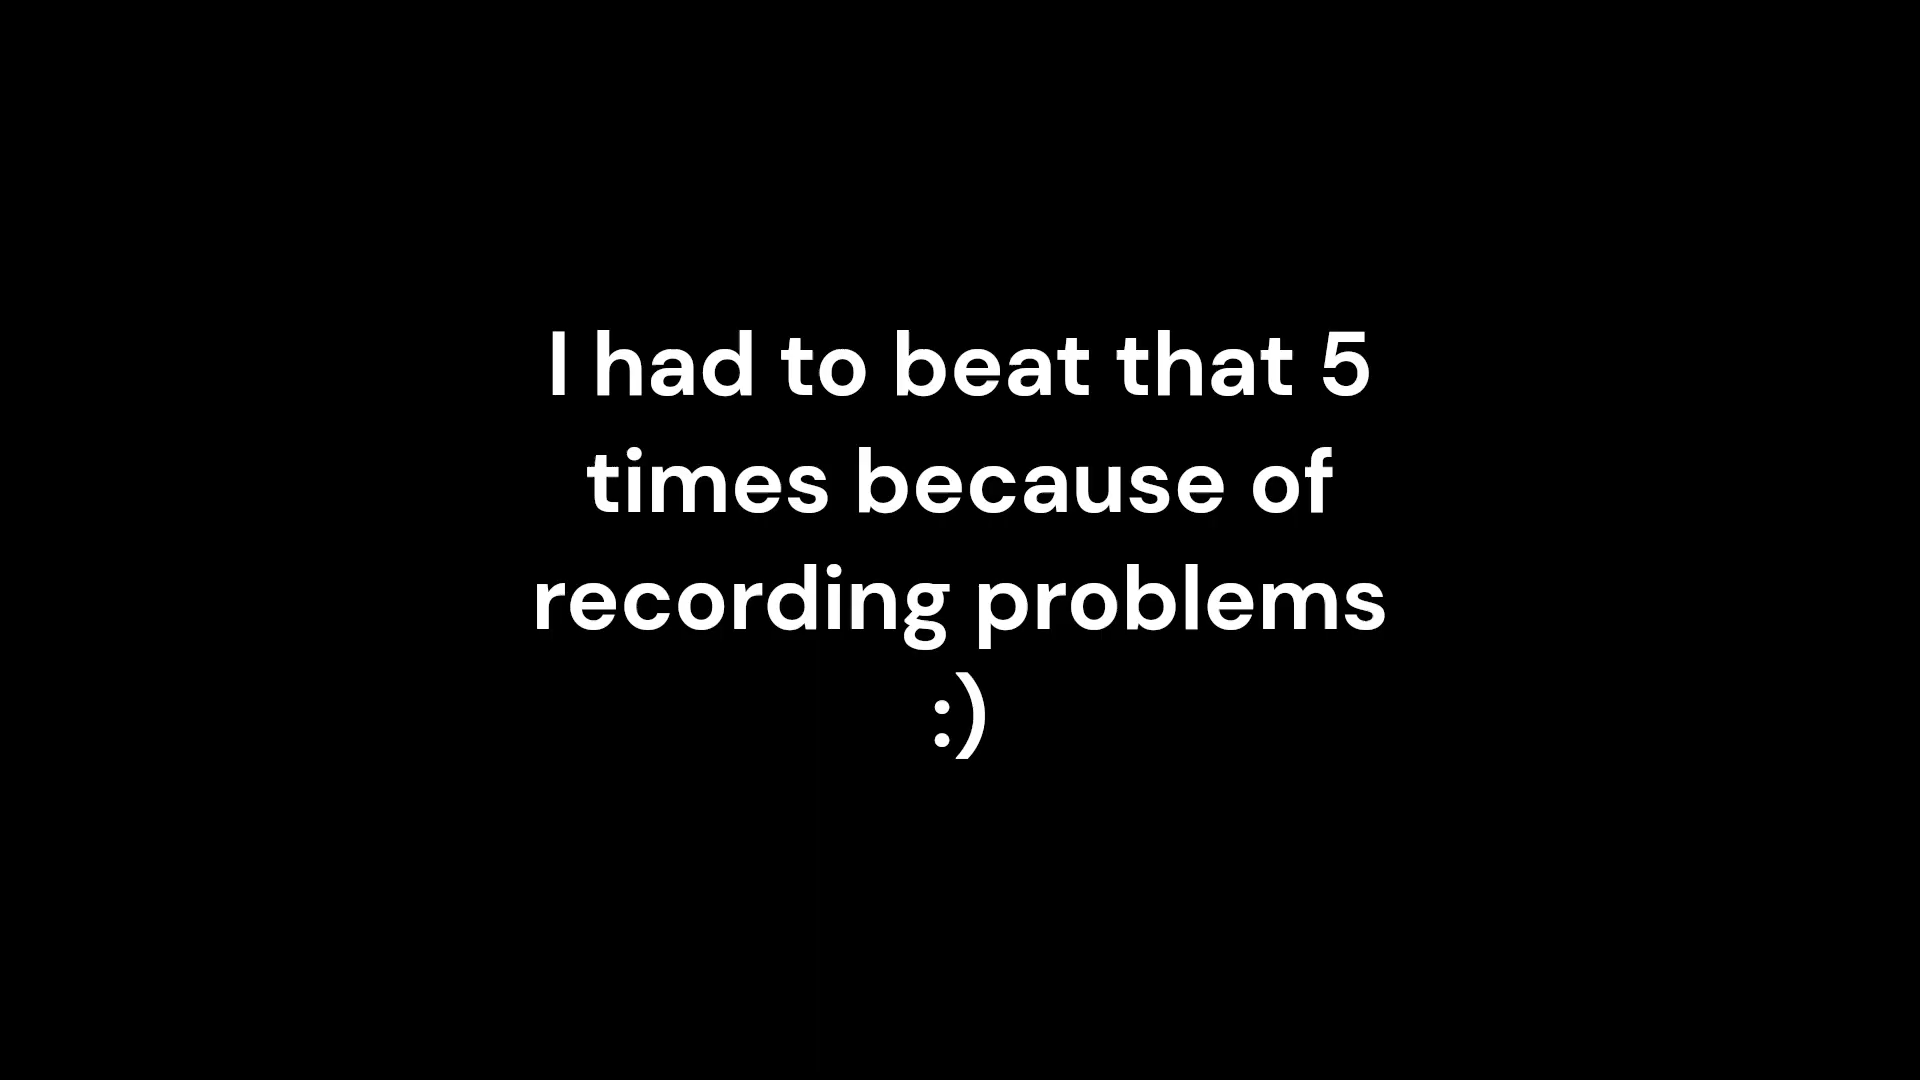 I had to beat that 5
times because of
recording problems
:)